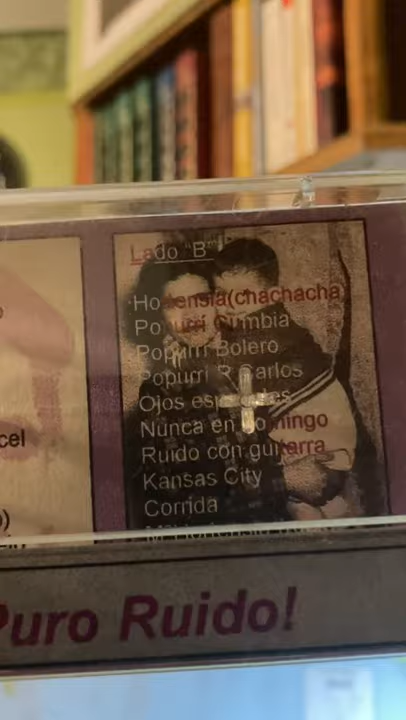 Lado "B"
Hortensia(chachacha)
Popurri Cumbia
Popurri Bolero
Popurri R Carlos
Ojos españoles
Nunca en Domingo
Ruido con guitarra
Kansas City
Corrida
cel
Puro Ruido!